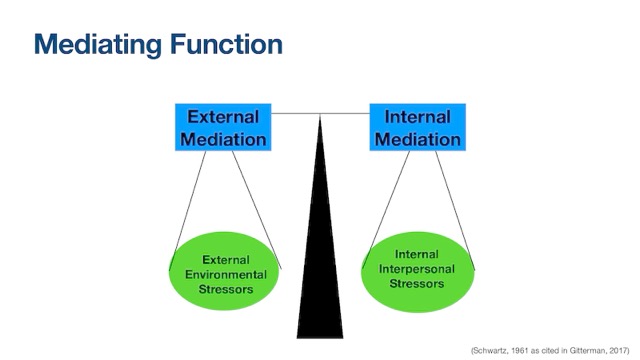 Mediating Function
External
Mediation
Internal
Mediation
External
Environmental
Stressors
Internal
Interpersonal
Stressors
(Schwartz, 1961 as cited in Gitterman, 2017)